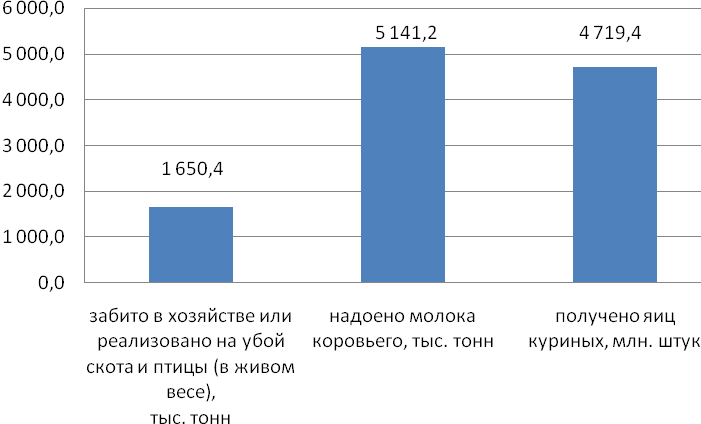 6 000,0
5 000,0
4 000,0
3 000,0
2 000,0
1 000,0
0,0
1 650,4
5 141,2
4 719,4
забито в хозяйстве или
реализовано на убой
скота и птицы (в живом
весе),
тыс. тонн
надоено молока
коровьего, тыс. тонн
получено яиц
куриных, млн. штук